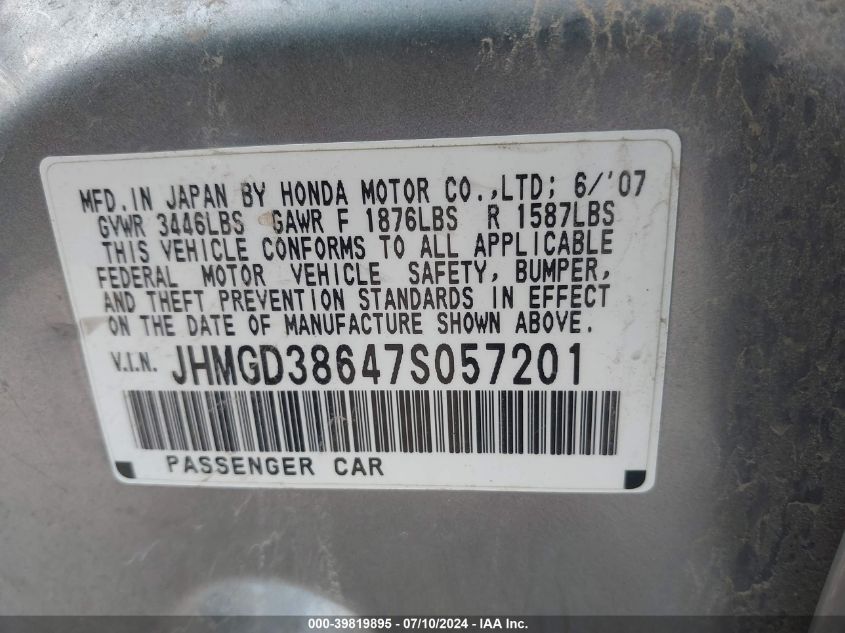 MFD.IN JAPAN BY HONDA MOTOR CO.,LTD; 6/'07
GVWR 3446LBS GAWR F 1876LBS R 1587LBS
THIS VEHICLE CONFORMS TO ALL APPLICABLE
FEDERAL MOTOR VEHICLE SAFETY, BUMPER,
AND THEFT PREVENTION STANDARDS IN EFFECT
ON THE DATE OF MANUFACTURE SHOWN ABOVE.
V.I.N. JHMGD38647S057201
PASSENGER CAR
000-39819895 - 07/10/2024 - IAA Inc.